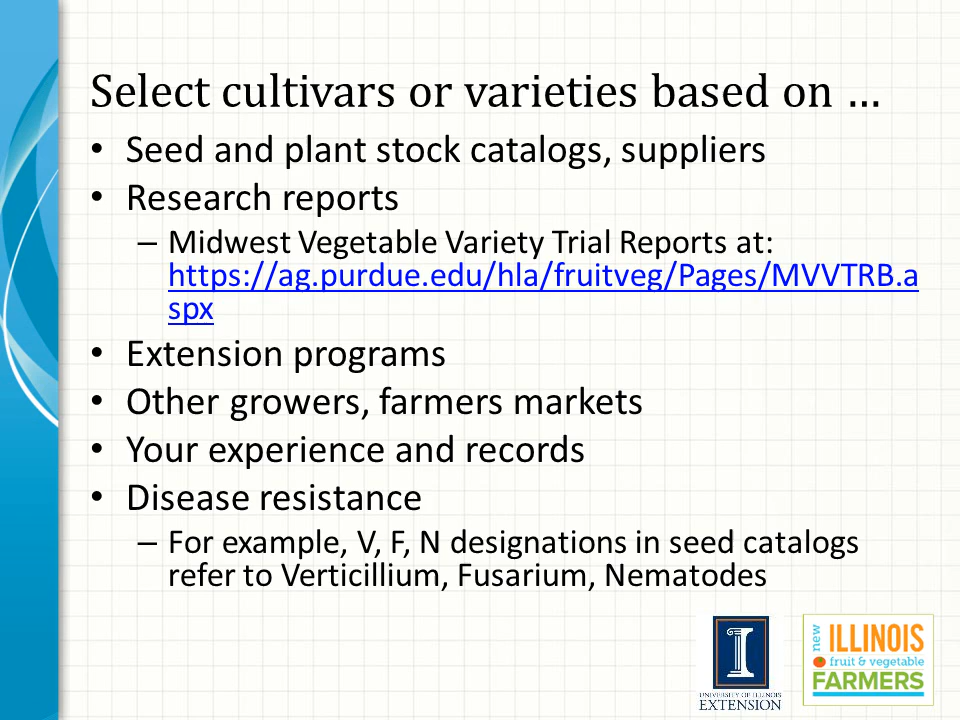 Select cultivars or varieties based on …
• Seed and plant stock catalogs, suppliers
• Research reports
– Midwest Vegetable Variety Trial Reports at:
https://ag.purdue.edu/hla/fruitveg/Pages/MVVTRB.a
spx
• Extension programs
• Other growers, farmers markets
• Your experience and records
• Disease resistance
– For example, V, F, N designations in seed catalogs
refer to Verticillium, Fusarium, Nematodes
I
UNIVERSITY OF ILLINOIS
EXTENSION
new ILLINOIS
fruit & vegetable
FARMERS